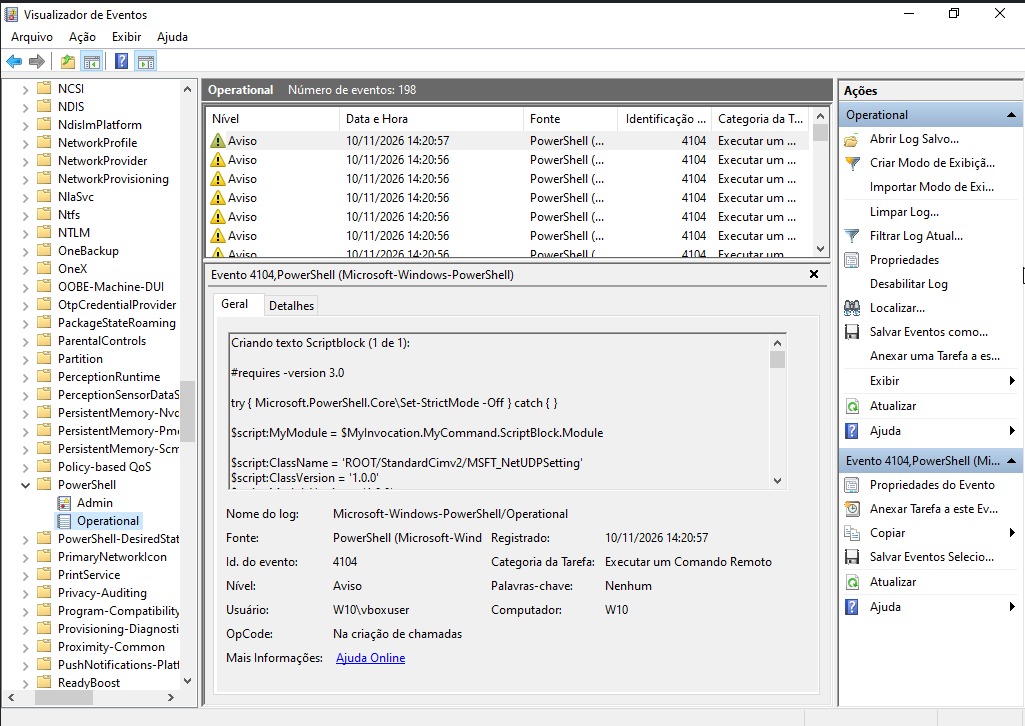 Visualizador de Eventos
Arquivo Ação Exibir Ajuda
NCSI
NDIS
NdisImPlatform
NetworkProfile
NetworkProvider
NetworkProvisioning
NlaSvc
Ntfs
NTLM
OneBackup
OneX
OOBE-Machine-DUI
OtpCredentialProvider
PackageStateRoaming
ParentalControls
Partition
PerceptionRuntime
PerceptionSensorDataS
PersistentMemory-Nvd
PersistentMemory-Pme
PersistentMemory-Scm
Policy-based QoS
PowerShell
Admin
Operational
PowerShell-DesiredStat
PrimaryNetworkIcon
PrintService
Privacy-Auditing
Program-Compatibility
Provisioning-Diagnosti
Proximity-Common
PushNotifications-Platf
ReadyBoost
Operational Número de eventos: 198
Nível Data e Hora Fonte Identificação ... Categoria da T...
Aviso 10/11/2026 14:20:57 PowerShell (... 4104 Executar um ...
Aviso 10/11/2026 14:20:56 PowerShell (... 4104 Executar um ...
Aviso 10/11/2026 14:20:56 PowerShell (... 4104 Executar um ...
Aviso 10/11/2026 14:20:56 PowerShell (... 4104 Executar um ...
Aviso 10/11/2026 14:20:56 PowerShell (... 4104 Executar um ...
Aviso 10/11/2026 14:20:56 PowerShell (... 4104 Executar um ...
Aviso 10/11/2026 14:20:56 PowerShell (... 4104 Executar um ...
Evento 4104,PowerShell (Microsoft-Windows-PowerShell)
Geral Detalhes
Criando texto Scriptblock (1 de 1):
#requires -version 3.0
try { Microsoft.PowerShell.Core\Set-StrictMode -Off } catch { }
$script:MyModule = $MyInvocation.MyCommand.ScriptBlock.Module
$script:ClassName = 'ROOT/StandardCimv2/MSFT_NetUDPSetting'
$script:ClassVersion = '1.0.0'
Nome do log: Microsoft-Windows-PowerShell/Operational
Fonte: PowerShell (Microsoft-Wind Registrado: 10/11/2026 14:20:57
Id. do evento: 4104 Categoria da Tarefa: Executar um Comando Remoto
Nível: Aviso Palavras-chave: Nenhum
Usuário: W10\vboxuser Computador: W10
OpCode: Na criação de chamadas
Mais Informações: Ajuda Online
Ações
Operational
Abrir Log Salvo...
Criar Modo de Exibiçã...
Importar Modo de Exi...
Limpar Log...
Filtrar Log Atual...
Propriedades
Desabilitar Log
Localizar...
Salvar Eventos como...
Anexar uma Tarefa a es...
Exibir
Atualizar
Ajuda
Evento 4104,PowerShell (Mi...
Propriedades do Evento
Anexar Tarefa a este Ev...
Copiar
Salvar Eventos Selecio...
Atualizar
Ajuda